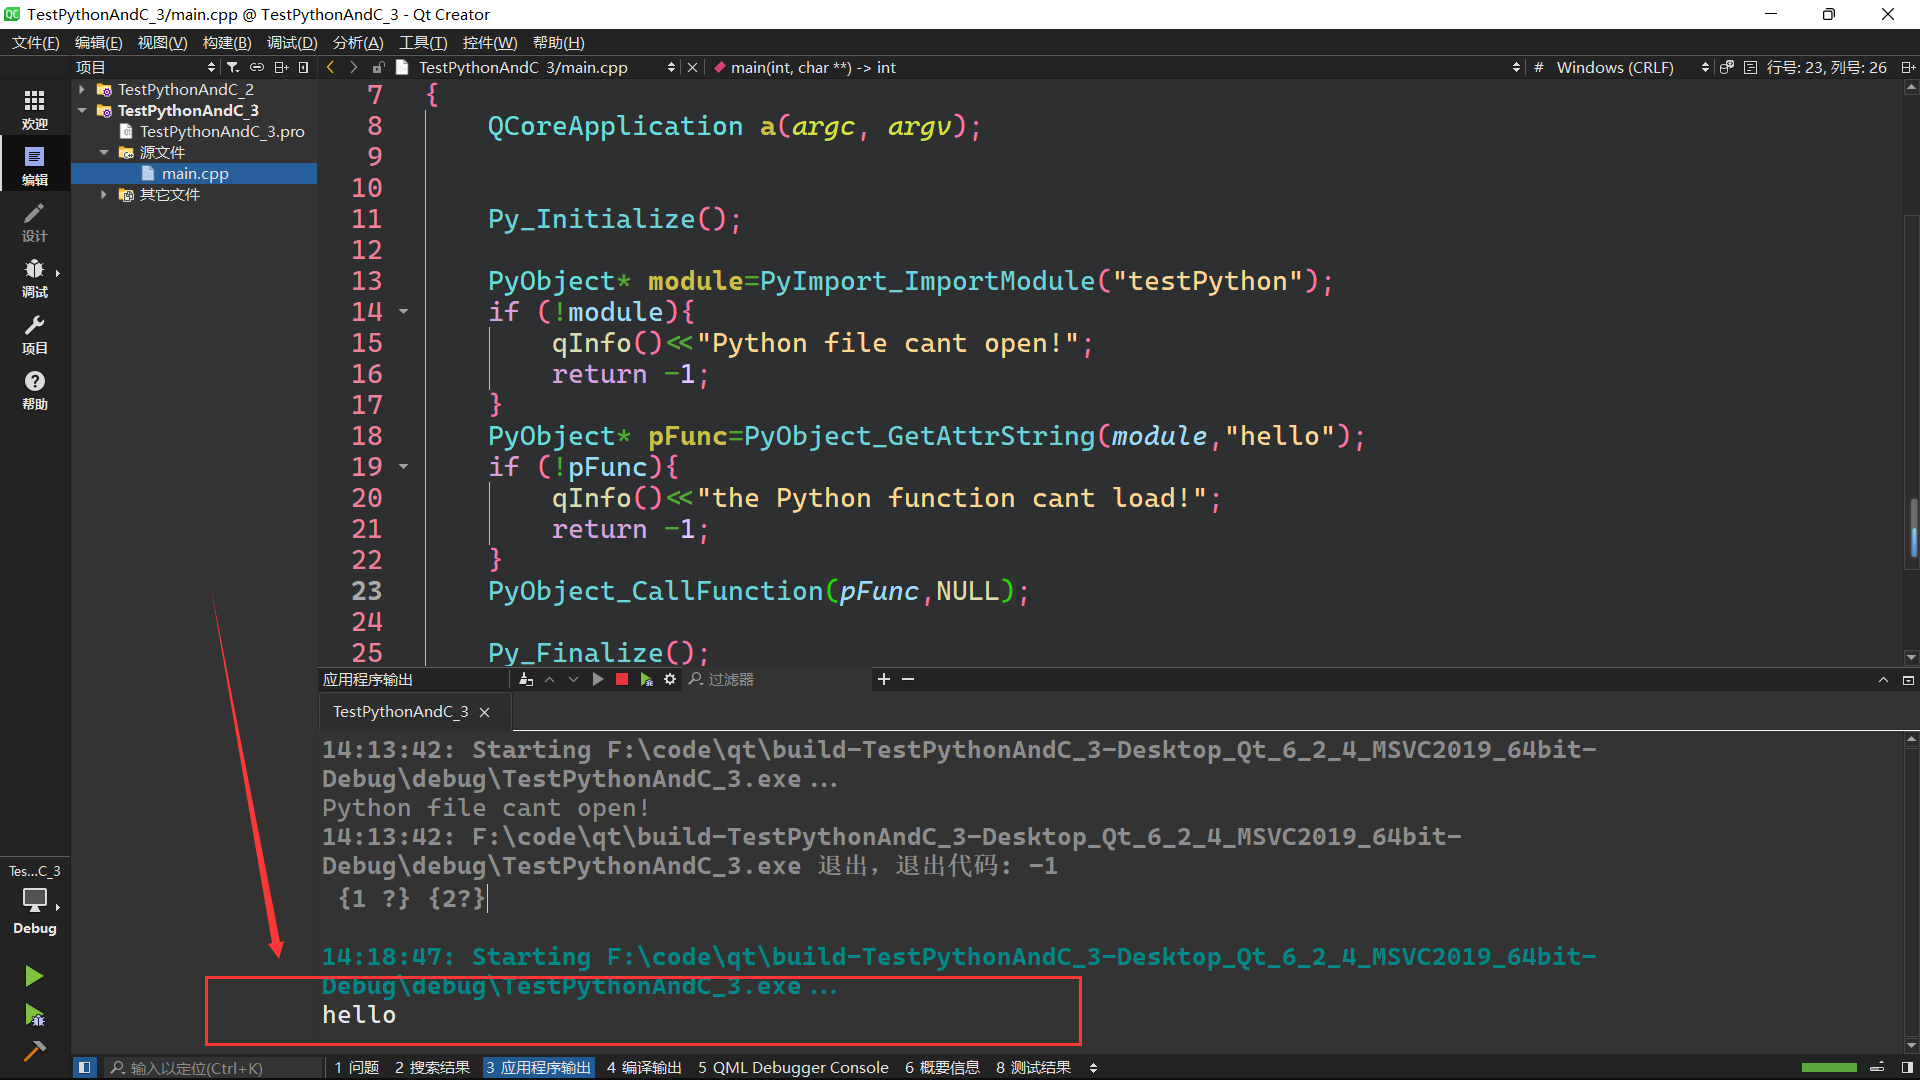 TestPythonAndC_3/main.cpp @ TestPythonAndC_3 - Qt Creator
文件(F) 编辑(E) 视图(V) 构建(B) 调试(D) 分析(A) 工具(T) 控件(W) 帮助(H)
项目
TestPythonAndC 3/main.cpp
main(int, char **) -> int
# Windows (CRLF)
行号: 23, 列号: 26
欢迎
编辑
设计
调试
项目
帮助
TestPythonAndC_2
TestPythonAndC_3
TestPythonAndC_3.pro
源文件
main.cpp
其它文件
7 {
8 QCoreApplication a(argc, argv);
9
10
11 Py_Initialize();
12
13 PyObject* module=PyImport_ImportModule("testPython");
14 if (!module){
15 qInfo()<<"Python file cant open!";
16 return -1;
17 }
18 PyObject* pFunc=PyObject_GetAttrString(module,"hello");
19 if (!pFunc){
20 qInfo()<<"the Python function cant load!";
21 return -1;
22 }
23 PyObject_CallFunction(pFunc,NULL);
24
25 Py_Finalize();
应用程序输出
过滤器
TestPythonAndC_3
14:13:42: Starting F:\code\qt\build-TestPythonAndC_3-Desktop_Qt_6_2_4_MSVC2019_64bit-
Debug\debug\TestPythonAndC_3.exe ...
Python file cant open!
14:13:42: F:\code\qt\build-TestPythonAndC_3-Desktop_Qt_6_2_4_MSVC2019_64bit-
Debug\debug\TestPythonAndC_3.exe 退出，退出代码: -1
{1 ?} {2?}
14:18:47: Starting F:\code\qt\build-TestPythonAndC_3-Desktop_Qt_6_2_4_MSVC2019_64bit-
Debug\debug\TestPythonAndC_3.exe ...
hello
Tes...C_3
Debug
输入以定位(Ctrl+K)
1 问题 2 搜索结果 3 应用程序输出 4 编译输出 5 QML Debugger Console 6 概要信息 8 测试结果